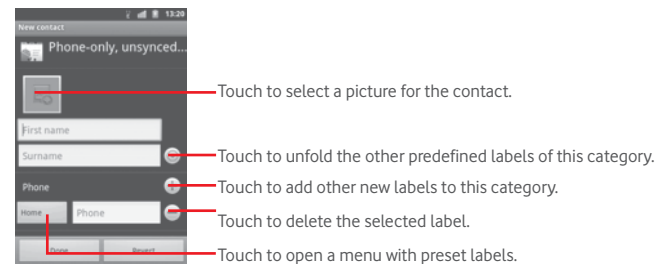 13:20
New contact
Phone-only, unsynced...
Touch to select a picture for the contact.
First name
Surname
Touch to unfold the other predefined labels of this category.
Phone
Touch to add other new labels to this category.
Home
Phone
Touch to delete the selected label.
Done
Revert
Touch to open a menu with preset labels.